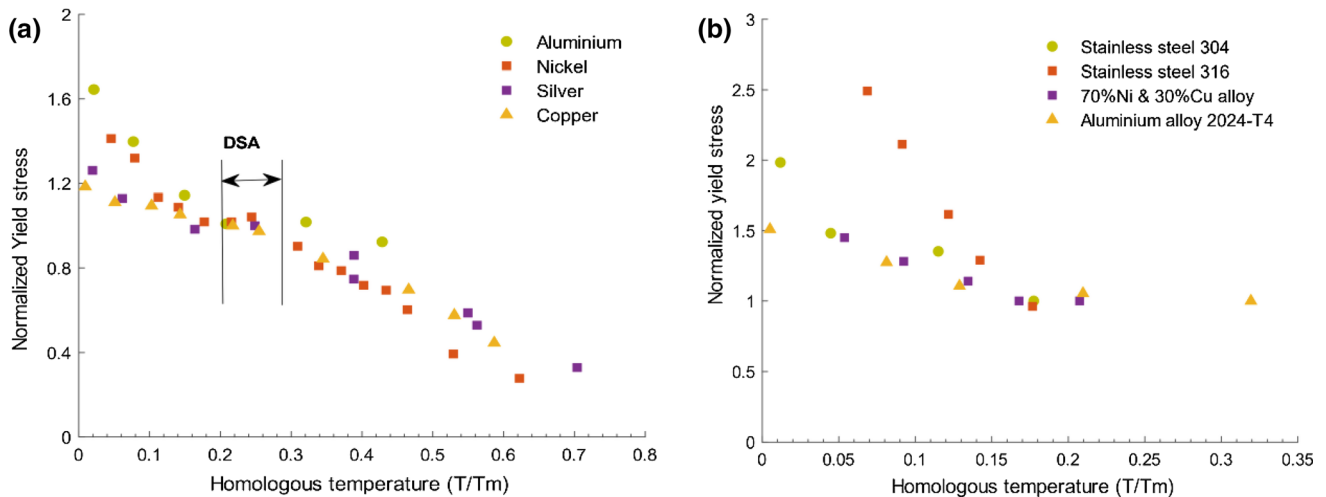 (a)
2
1.6
1.2
0.8
0.4
0
Normalized Yield stress
Aluminium
Nickel
Silver
Copper
DSA
0 0.1 0.2 0.3 0.4 0.5 0.6 0.7 0.8
Homologous temperature (T/Tm)
(b)
3
2.5
2
1.5
1
0.5
0
Normalized yield stress
Stainless steel 304
Stainless steel 316
70%Ni & 30%Cu alloy
Aluminium alloy 2024-T4
0 0.05 0.1 0.15 0.2 0.25 0.3 0.35
Homologous temperature (T/Tm)